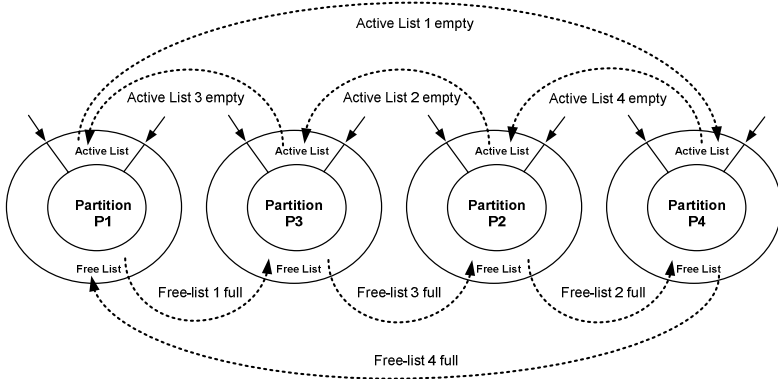 Active List 1 empty
Active List 3 empty
Active List 2 empty
Active List 4 empty
Active List
Active List
Active List
Active List
Partition
P1
Partition
P3
Partition
P2
Partition
P4
Free List
Free List
Free List
Free List
Free-list 1 full
Free-list 3 full
Free-list 2 full
Free-list 4 full